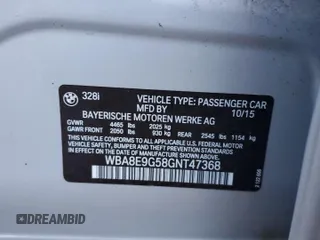 328i
VEHICLE TYPE: PASSENGER CAR
MFD BY 10/15
BAYERISCHE MOTOREN WERKE AG
GVWR 4465 lbs 2025 kg
GAWR FRONT 2050 lbs 930 kg REAR 2545 lbs 1154 kg
THIS VEHICLE CONFORMS TO ALL APPLICABLE U.S. FEDERAL MOTOR
VEHICLE SAFETY, BUMPER AND THEFT PREVENTION STANDARDS IN
EFFECT ON THE DATE OF MANUFACTURE SHOWN ABOVE.
WBA8E9G58GNT47368
DREAMBID